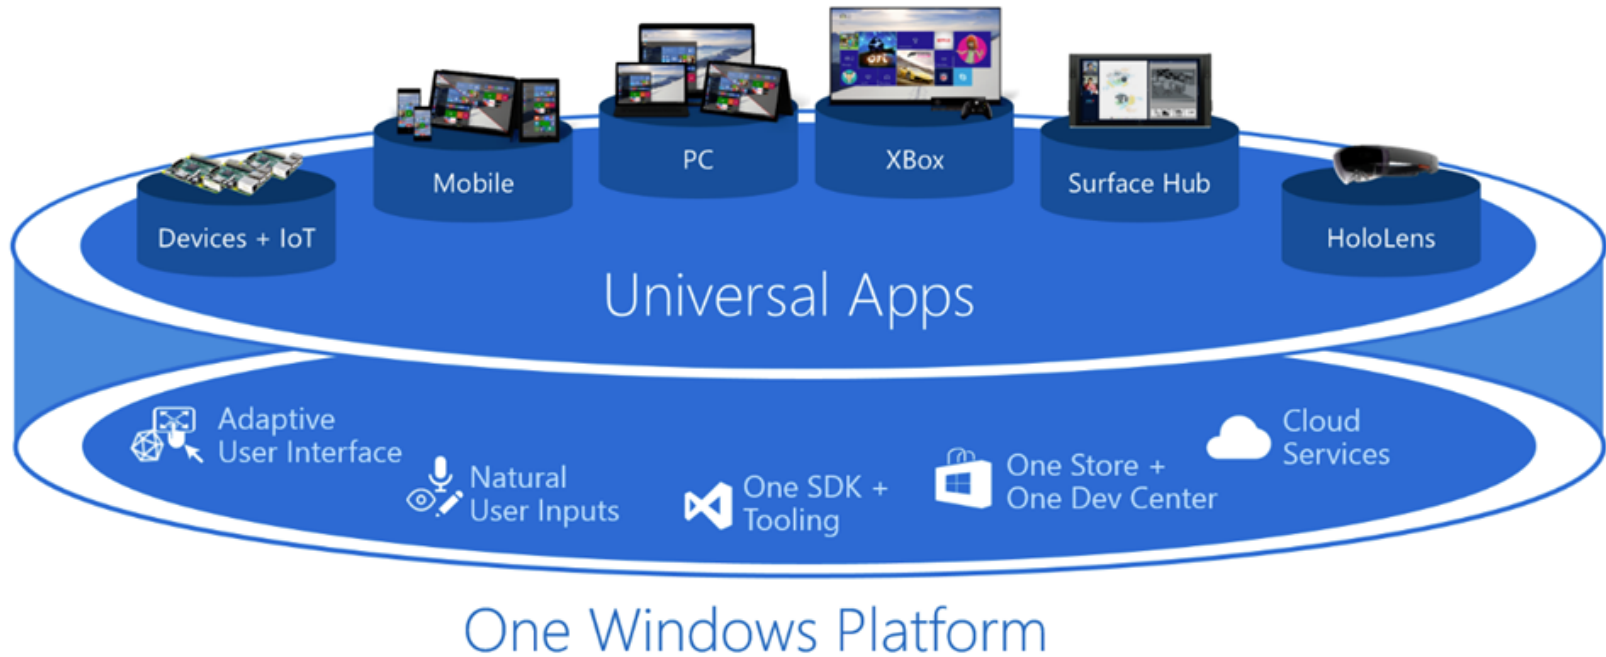 Devices + IoT
Mobile
PC
XBox
Surface Hub
HoloLens
Universal Apps
Adaptive
User Interface
Natural
User Inputs
One SDK +
Tooling
One Store +
One Dev Center
Cloud
Services
One Windows Platform